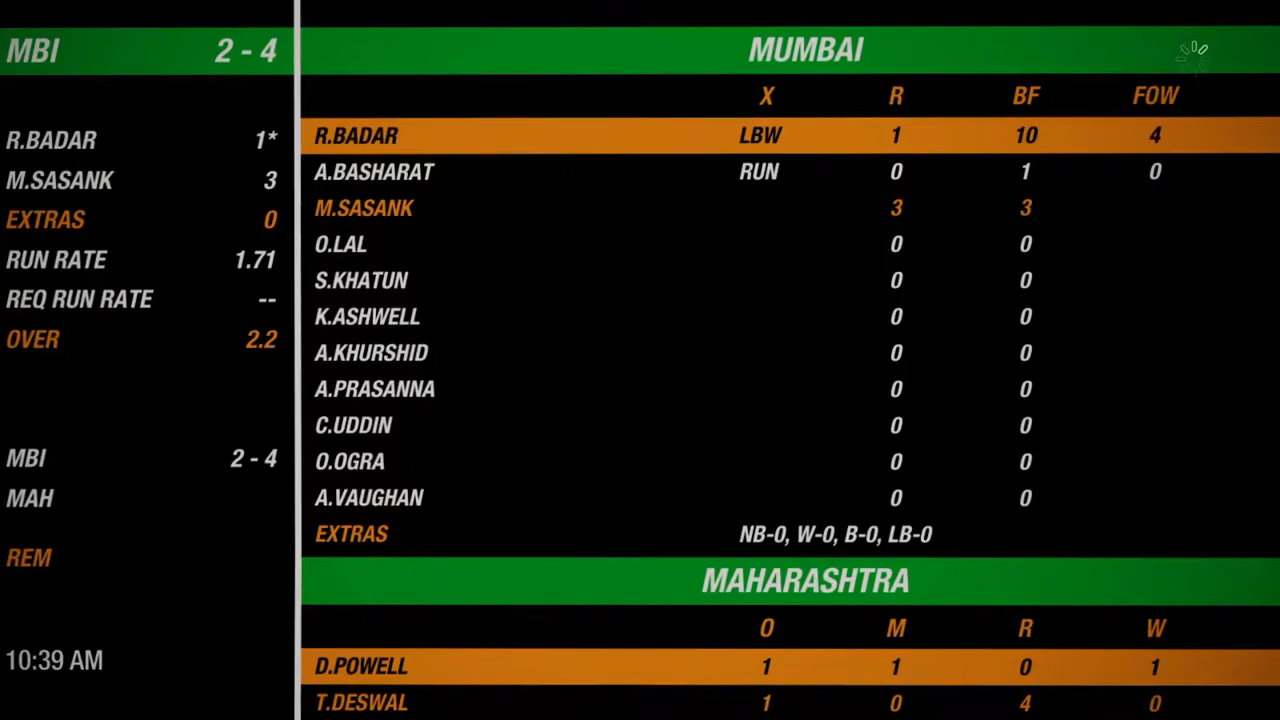 MBI 2 - 4
R.BADAR 1*
M.SASANK 3
EXTRAS 0
RUN RATE 1.71
REQ RUN RATE --
OVER 2.2
MBI 2 - 4
MAH
REM
10:39 AM
MUMBAI
X R BF FOW
R.BADAR LBW 1 10 4
A.BASHARAT RUN 0 1 0
M.SASANK 3 3
O.LAL 0 0
S.KHATUN 0 0
K.ASHWELL 0 0
A.KHURSHID 0 0
A.PRASANNA 0 0
C.UDDIN 0 0
O.OGRA 0 0
A.VAUGHAN 0 0
EXTRAS NB-0, W-0, B-0, LB-0
MAHARASHTRA
O M R W
D.POWELL 1 1 0 1
T.DESWAL 1 0 4 0